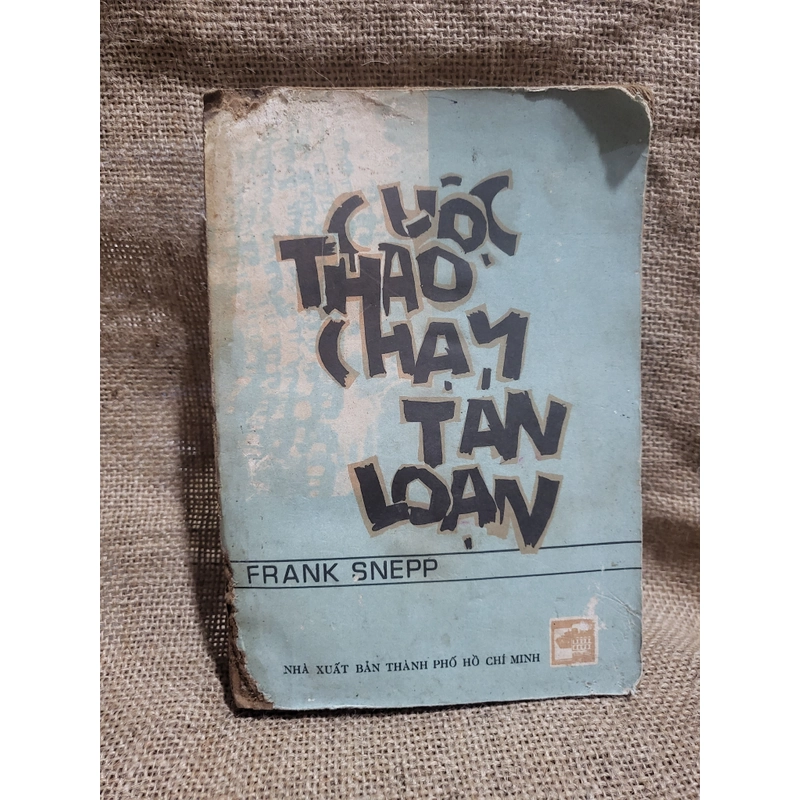 CUỘC
THÁO
CHẠY
TÁN
LOẠN
FRANK SNEPP
NHÀ XUẤT BẢN THÀNH PHỐ HỒ CHÍ MINH